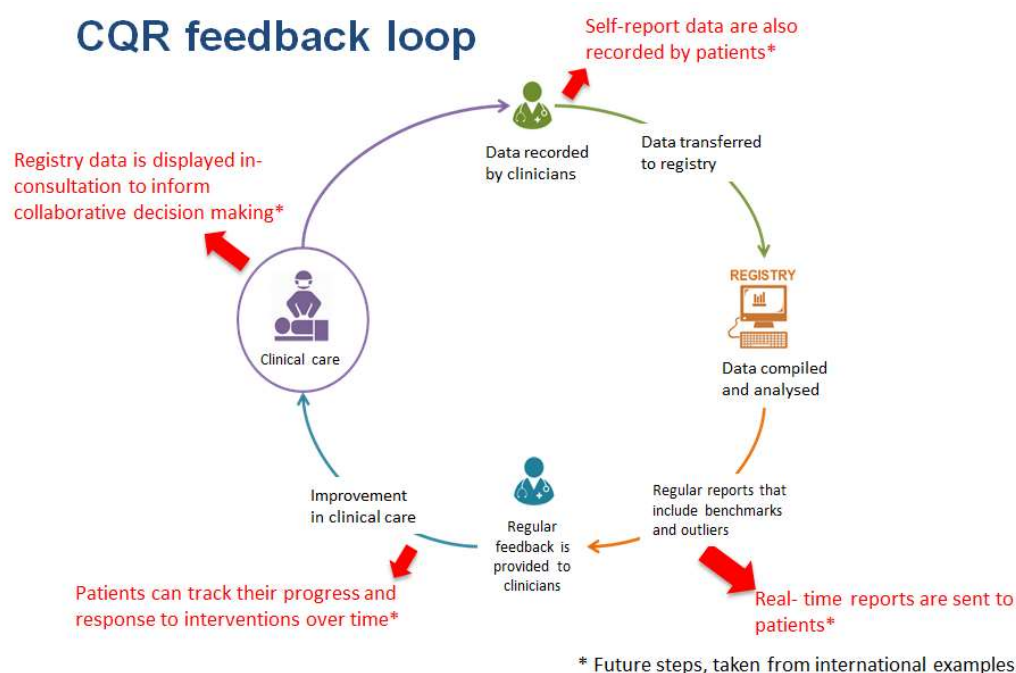 CQR feedback loop
Self-report data are also
recorded by patients*
Data recorded
by clinicians
Data transferred
to registry
Registry data is displayed in-
consultation to inform
collaborative decision making*
REGISTRY
Clinical care
Data compiled
and analysed
Improvement
in clinical care
Regular
feedback is
provided to
clinicians
Regular reports that
include benchmarks
and outliers
Patients can track their progress and
response to interventions over time*
Real- time reports are sent to
patients*
* Future steps, taken from international examples